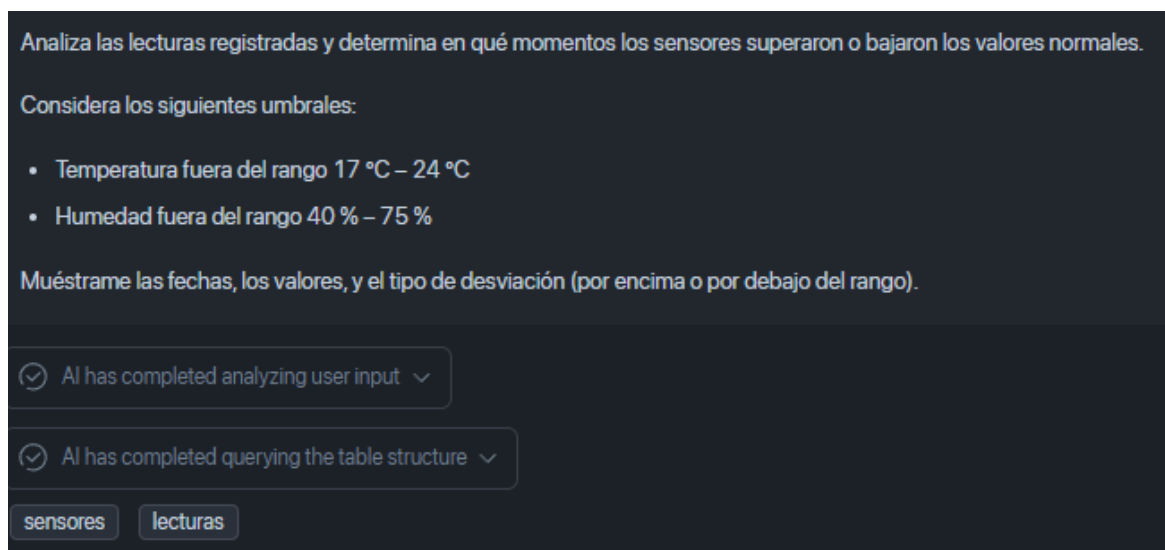 Analiza las lecturas registradas y determina en qué momentos los sensores superaron o bajaron los valores normales.
Considera los siguientes umbrales:
• Temperatura fuera del rango 17 °C – 24 °C
• Humedad fuera del rango 40 % – 75 %
Muéstrame las fechas, los valores, y el tipo de desviación (por encima o por debajo del rango).
AI has completed analyzing user input
AI has completed querying the table structure
sensores lecturas